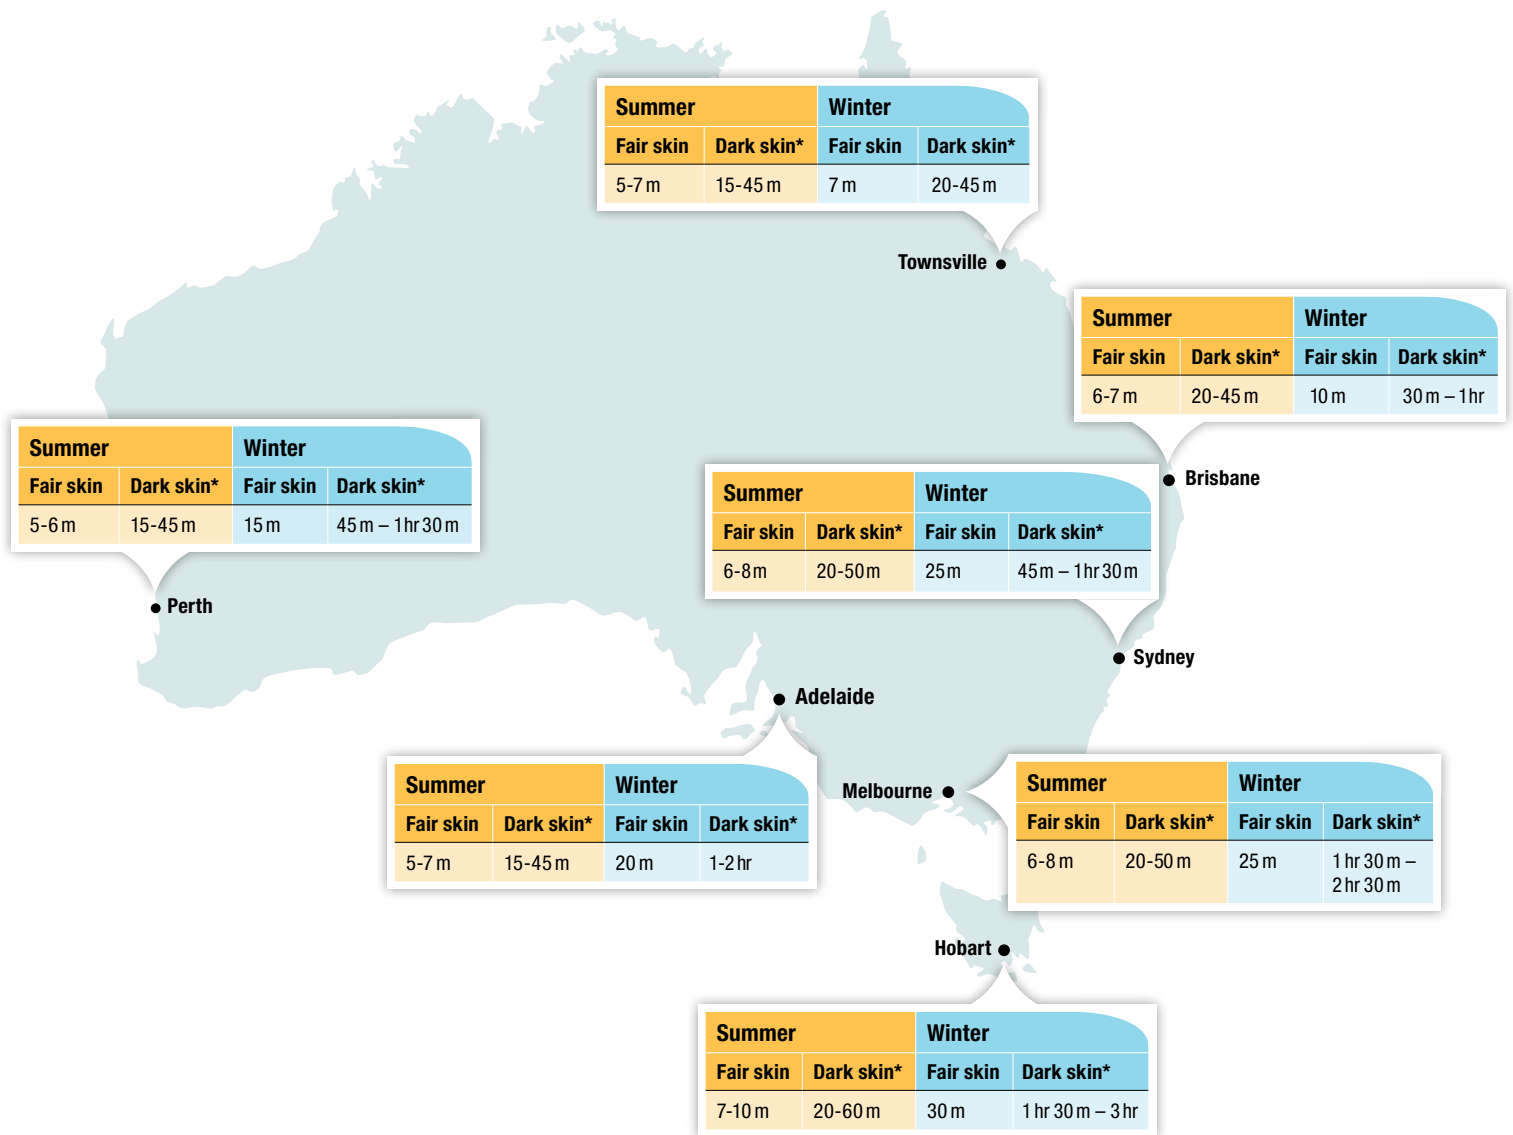 Summer Winter
Fair skin Dark skin* Fair skin Dark skin*
5-7 m 15-45 m 7 m 20-45 m
Townsville
Summer Winter
Fair skin Dark skin* Fair skin Dark skin*
6-7 m 20-45 m 10 m 30 m – 1 hr
Brisbane
Summer Winter
Fair skin Dark skin* Fair skin Dark skin*
5-6 m 15-45 m 15 m 45 m – 1 hr 30 m
Perth
Summer Winter
Fair skin Dark skin* Fair skin Dark skin*
6-8 m 20-50 m 25 m 45 m – 1 hr 30 m
Sydney
Adelaide
Summer Winter
Fair skin Dark skin* Fair skin Dark skin*
5-7 m 15-45 m 20 m 1-2 hr
Melbourne
Summer Winter
Fair skin Dark skin* Fair skin Dark skin*
6-8 m 20-50 m 25 m 1 hr 30 m –
2 hr 30 m
Hobart
Summer Winter
Fair skin Dark skin* Fair skin Dark skin*
7-10 m 20-60 m 30 m 1 hr 30 m – 3 hr